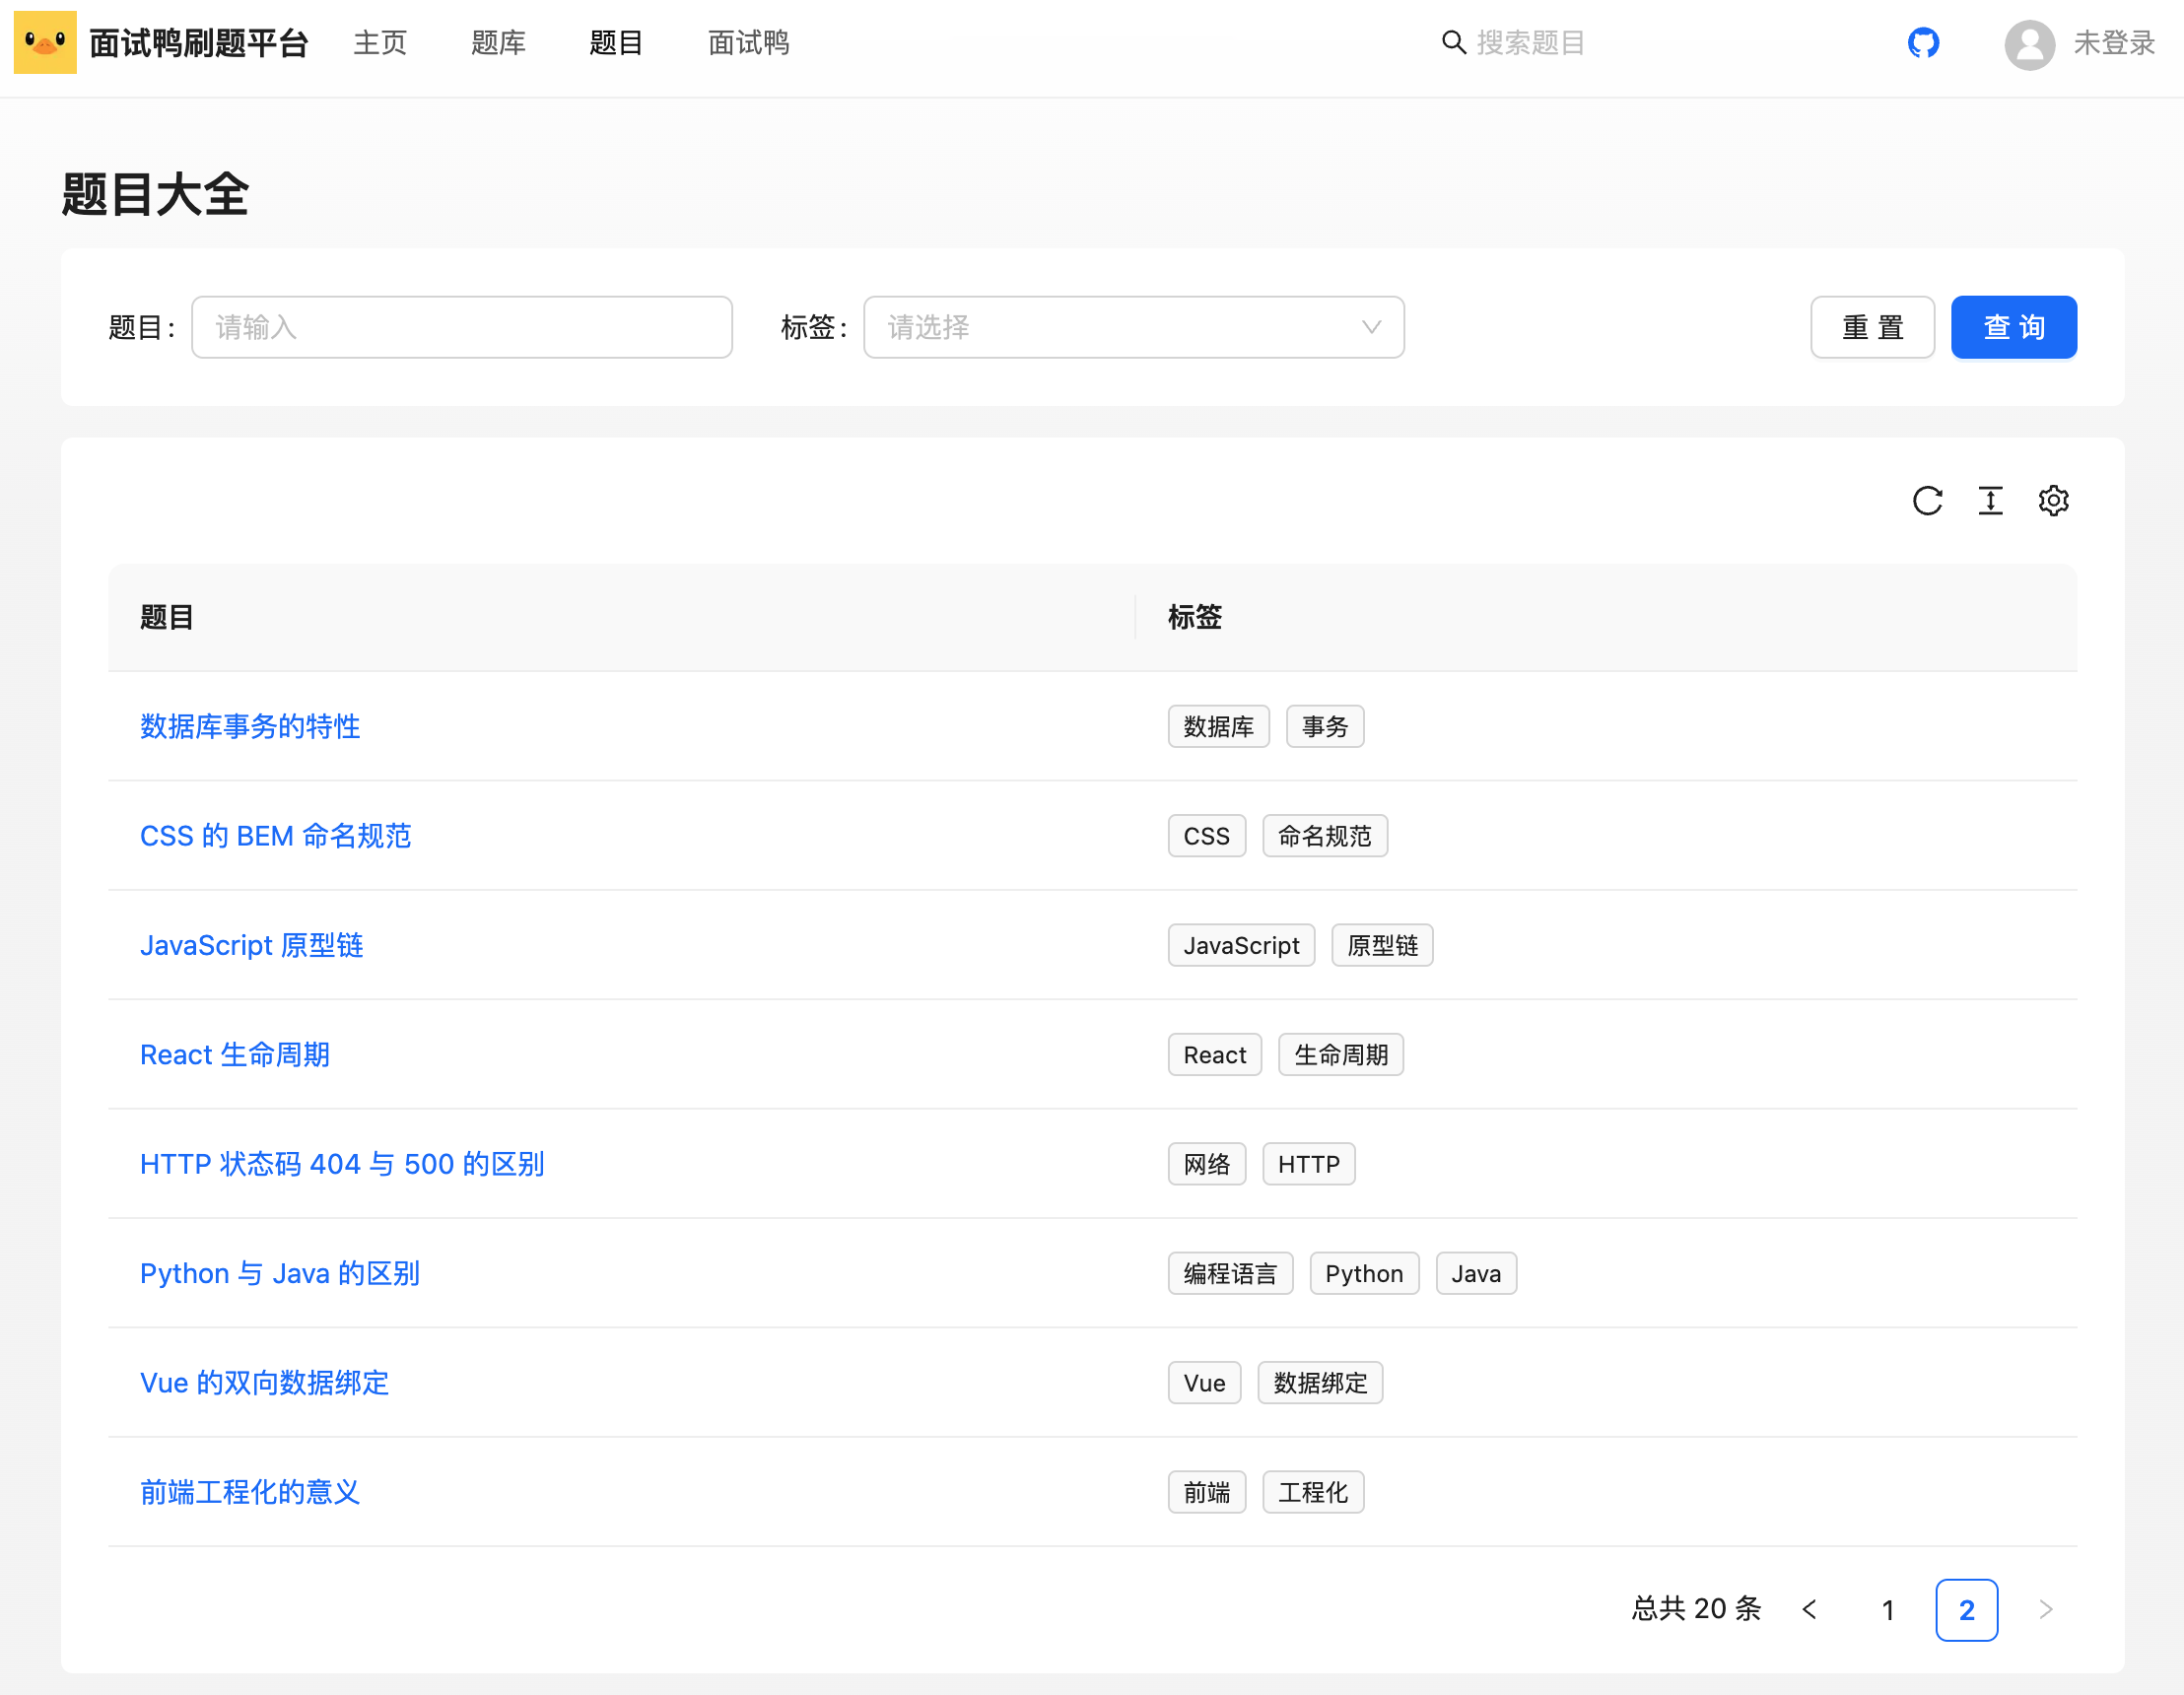 面试鸭刷题平台 主页 题库 题目 面试鸭 搜索题目 未登录
题目大全
题目: 请输入 标签: 请选择 重置 查询
题目 标签
数据库事务的特性 数据库 事务
CSS 的 BEM 命名规范 CSS 命名规范
JavaScript 原型链 JavaScript 原型链
React 生命周期 React 生命周期
HTTP 状态码 404 与 500 的区别 网络 HTTP
Python 与 Java 的区别 编程语言 Python Java
Vue 的双向数据绑定 Vue 数据绑定
前端工程化的意义 前端 工程化
总共 20 条 < 1 2 >